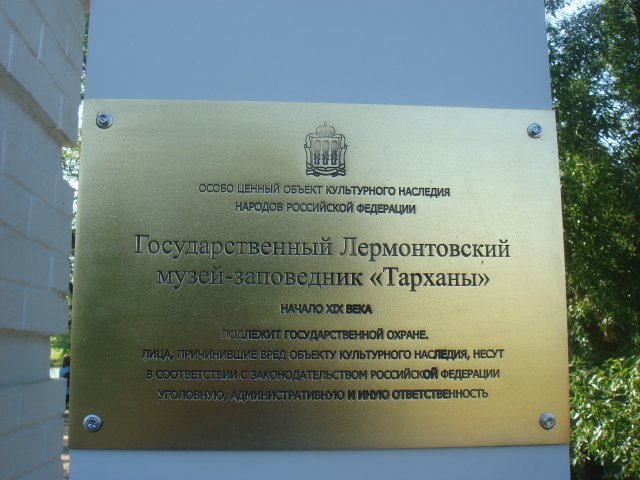 ОСОБО ЦЕННЫЙ ОБЪЕКТ КУЛЬТУРНОГО НАСЛЕДИЯ
НАРОДОВ РОССИЙСКОЙ ФЕДЕРАЦИИ
Государственный Лермонтовский
музей-заповедник «Тарханы»
НАЧАЛО XIX ВЕКА
ПОДЛЕЖИТ ГОСУДАРСТВЕННОЙ ОХРАНЕ.
ЛИЦА, ПРИЧИНИВШИЕ ВРЕД ОБЪЕКТУ КУЛЬТУРНОГО НАСЛЕДИЯ, НЕСУТ
В СООТВЕТСТВИИ С ЗАКОНОДАТЕЛЬСТВОМ РОССИЙСКОЙ ФЕДЕРАЦИИ
УГОЛОВНУЮ, АДМИНИСТРАТИВНУЮ И ИНУЮ ОТВЕТСТВЕННОСТЬ